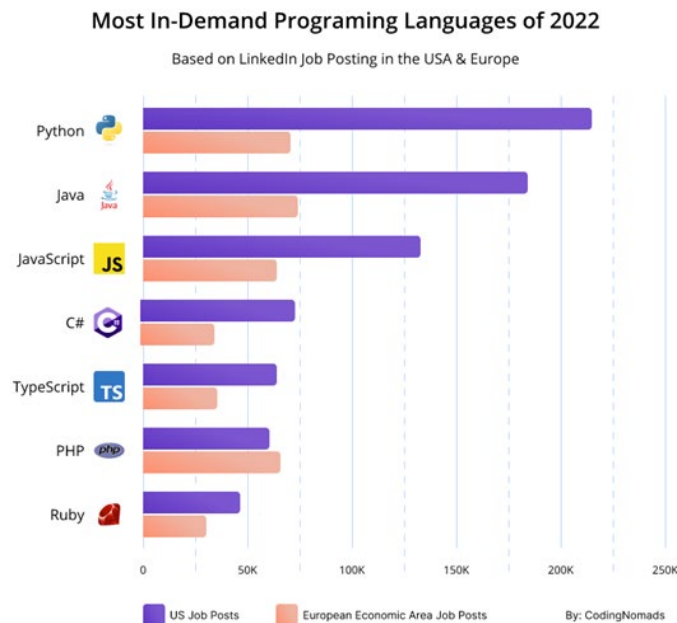 Most In-Demand Programing Languages of 2022
Based on LinkedIn Job Posting in the USA & Europe
Python
Java
Java
JavaScript
JS
C#
TypeScript
TS
PHP
php
Ruby
0 50K 100K 150K 200K 250K
US Job Posts European Economic Area Job Posts By: CodingNomads